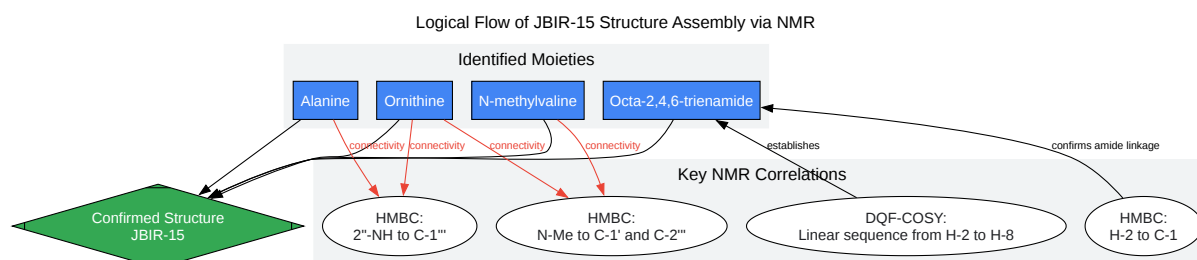 Logical Flow of JBIR-15 Structure Assembly via NMR
Identified Moieties
Alanine
Ornithine
N-methylvaline
Octa-2,4,6-trienamide
connectivity
connectivity
connectivity
connectivity
establishes
confirms amide linkage
Key NMR Correlations
Confirmed Structure
JBIR-15
HMBC:
2"-NH to C-1'"
HMBC:
N-Me to C-1' and C-2'"
DQF-COSY:
Linear sequence from H-2 to H-8
HMBC:
H-2 to C-1